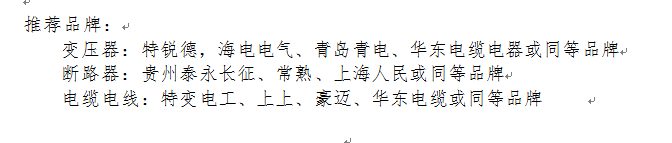 推荐品牌：
变压器：特锐德，海电电气、青岛青电、华东电缆电器或同等品牌
断路器：贵州泰永长征、常熟、上海人民或同等品牌
电缆电线：特变电工、上上、豪迈、华东电缆或同等品牌